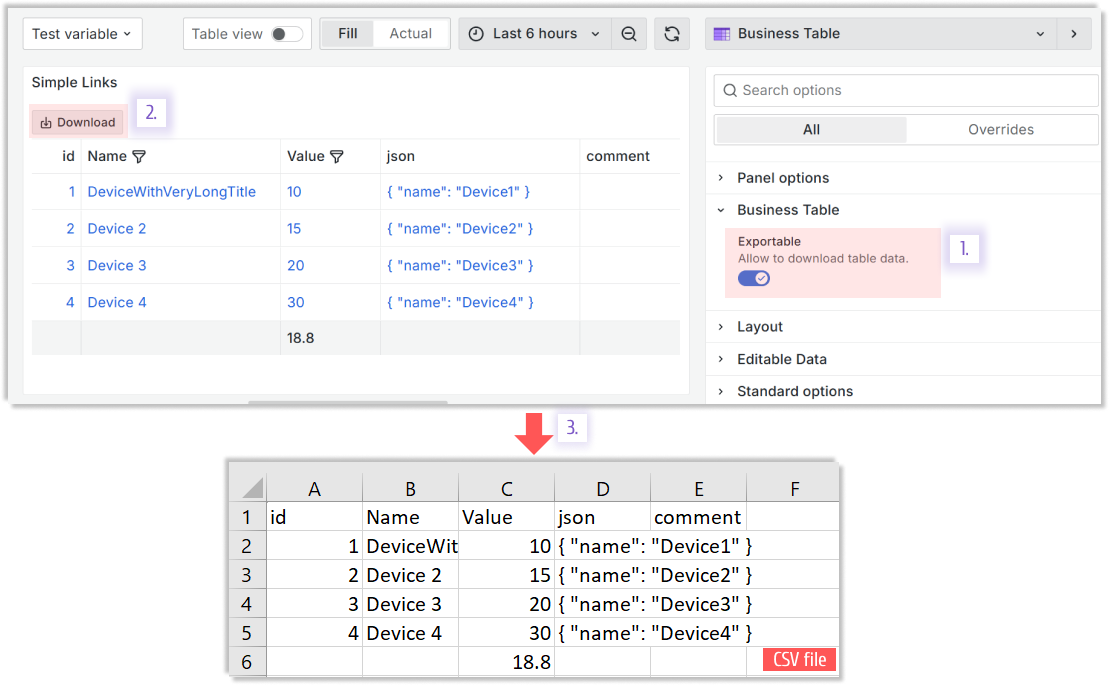 Test variable
Table view
Fill
Actual
Last 6 hours
Business Table
Simple Links
Download
2.
id Name Value json comment
1 DeviceWithVeryLongTitle 10 { "name": "Device1" }
2 Device 2 15 { "name": "Device2" }
3 Device 3 20 { "name": "Device3" }
4 Device 4 30 { "name": "Device4" }
18.8
Search options
All Overrides
Panel options
Business Table
Exportable
Allow to download table data.
1.
Layout
Editable Data
Standard options
3.
A B C D E F
1 id Name Value json comment
2 1 DeviceWit 10 { "name": "Device1" }
3 2 Device 2 15 { "name": "Device2" }
4 3 Device 3 20 { "name": "Device3" }
5 4 Device 4 30 { "name": "Device4" }
6 18.8
CSV file